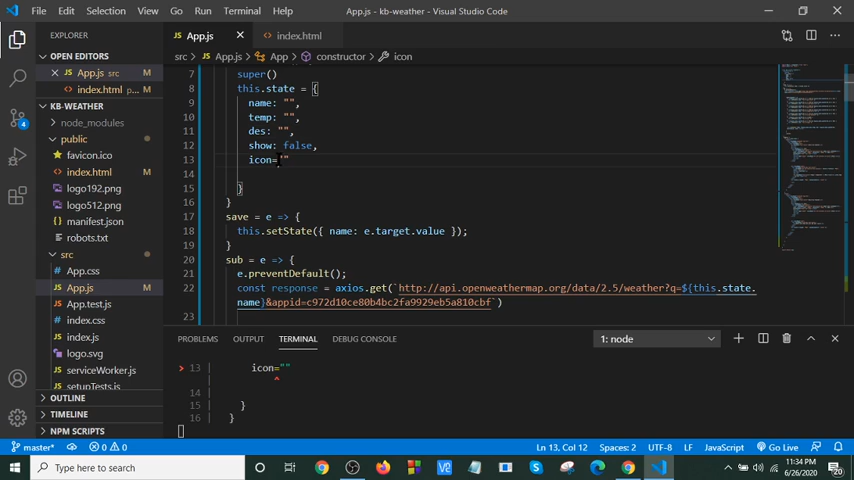 File Edit Selection View Go Run Terminal Help
App.js - kb-weather - Visual Studio Code
EXPLORER
OPEN EDITORS
App.js src M
index.html p... M
KB-WEATHER
node_modules
public
favicon.ico
index.html M
logo192.png
logo512.png
manifest.json
robots.txt
src
App.css
App.js M
App.test.js
index.css
index.js
logo.svg
serviceWorker.js
setupTests.js
OUTLINE
TIMELINE
NPM SCRIPTS
App.js
index.html
src > App.js > App > constructor > icon
7 super()
8 this.state = {
9 name: "",
10 temp: "",
11 des: "",
12 show: false,
13 icon=""
14
15 }
16 }
17 save = e => {
18 this.setState({ name: e.target.value });
19 }
20 sub = e => {
21 e.preventDefault();
22 const response = axios.get(`http://api.openweathermap.org/data/2.5/weather?q=${this.state.
name}&appid=c972d10ce80b4bc2fa9929eb5a810cbf`)
23
PROBLEMS OUTPUT TERMINAL DEBUG CONSOLE
1: node
> 13 | icon=""
| ^
14 |
15 | }
16 | }
4
master* 0 0
Ln 13, Col 12 Spaces: 2 UTF-8 LF JavaScript Go Live
Type here to search
11:34 PM
6/26/2020
20